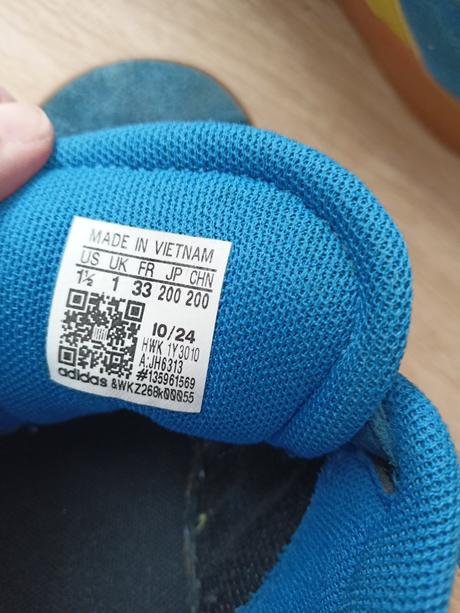 MADE IN VIETNAM
US UK FR JP CHN
1½ 1 33 200 200
10/24
HWK 1Y3010
A:JH6313
#135961569
adidas &WKZ268k00055